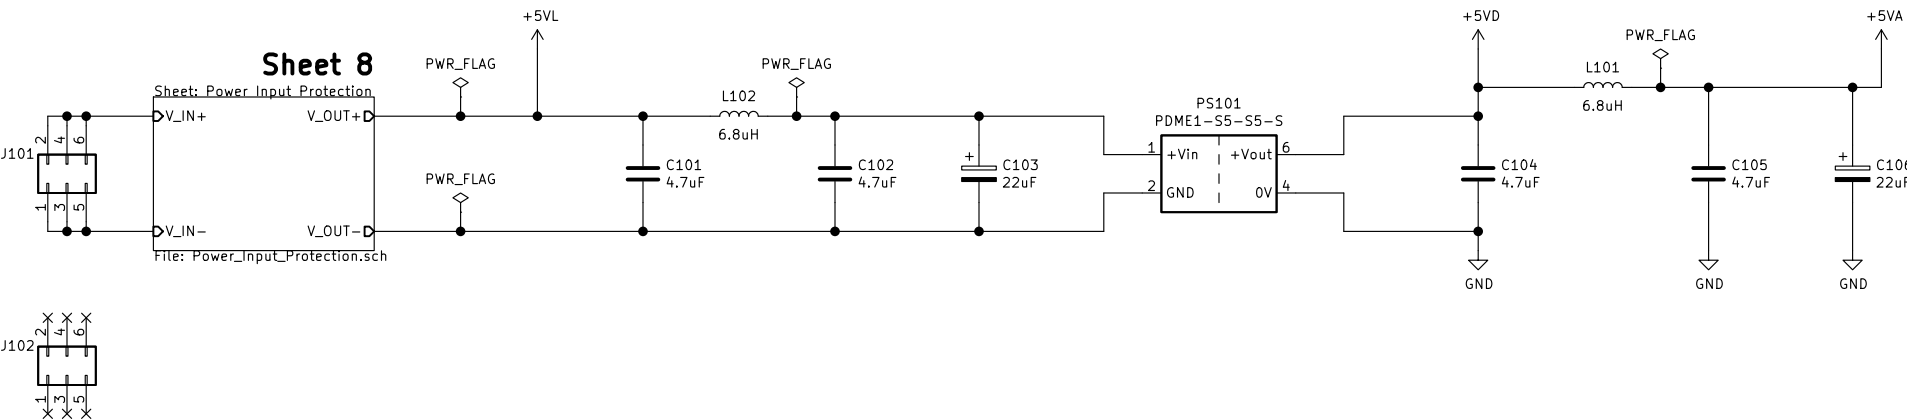 +5VL
+5VD
+5VA
PWR_FLAG
L101
6.8uH
Sheet 8
PWR_FLAG
PWR_FLAG
Sheet: Power Input Protection
L102
6.8uH
PS101
PDME1-S5-S5-S
V_IN+
V_OUT+
2
4
6
J101
1
3
5
V_IN-
V_OUT-
PWR_FLAG
C101
4.7uF
C102
4.7uF
+
C103
22uF
1
+Vin
+Vout
6
2
GND
0V
4
C104
4.7uF
C105
4.7uF
+
C106
22uF
File: Power_Input_Protection.sch
GND
GND
GND
2
4
6
J102
1
3
5